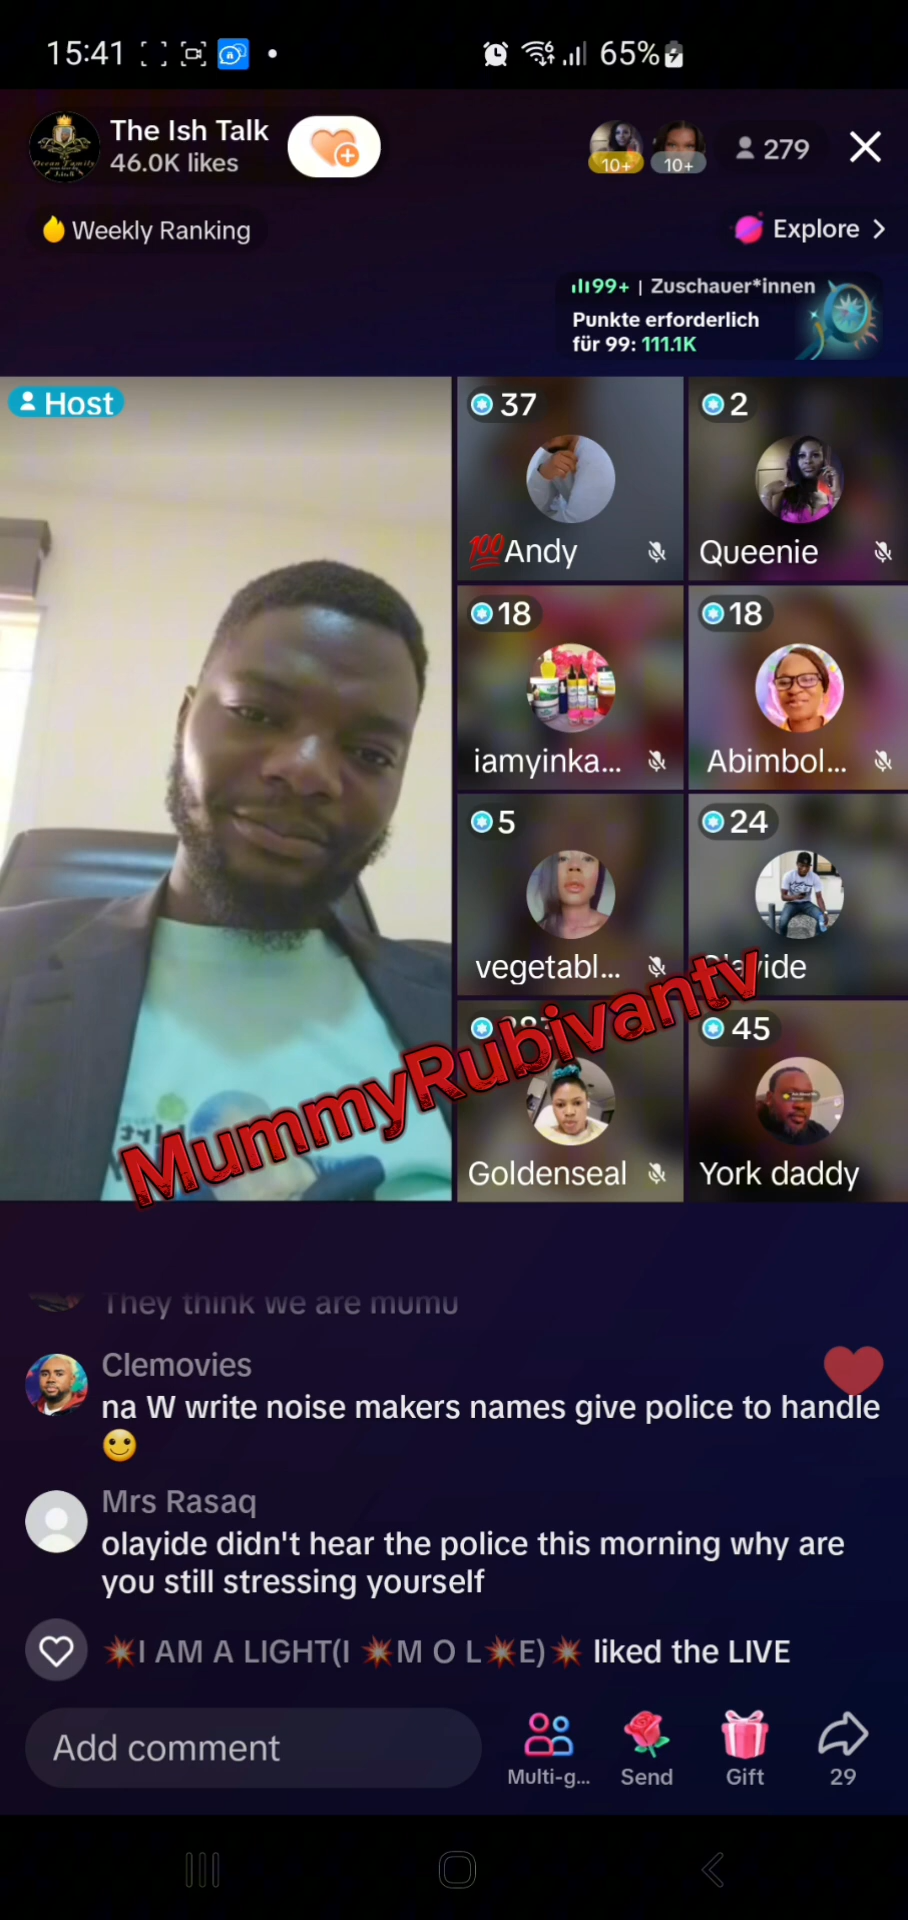 15:41
65%
The Ish Talk
46.0K likes
10+
10+
279
Weekly Ranking
Explore
99+ | Zuschauer*innen
Punkte erforderlich
für 99: 111.1K
Host
37
2
100 Andy
Queenie
18
18
iamyinka...
Abimbol...
5
24
vegetabl...
MummyRubivantv
45
Goldenseal
York daddy
They think we are mumu
Clemovies
na W write noise makers names give police to handle
Mrs Rasaq
olayide didn't hear the police this morning why are
you still stressing yourself
I AM A LIGHT(I 💥M O L💥E)💥 liked the LIVE
Add comment
Multi-g...
Send
Gift
29